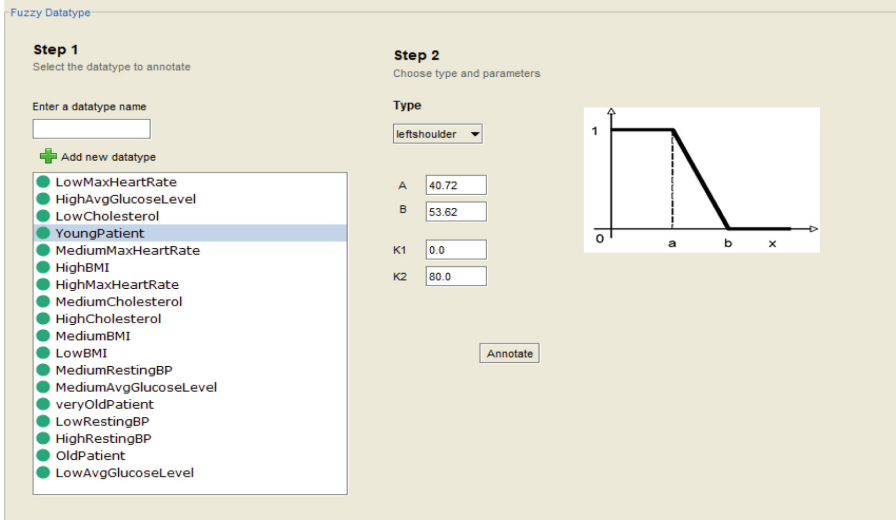 Fuzzy Datatype
Step 1
Select the datatype to annotate
Enter a datatype name
Add new datatype
LowMaxHeartRate
HighAvgGlucoseLevel
LowCholesterol
YoungPatient
MediumMaxHeartRate
HighBMI
HighMaxHeartRate
MediumCholesterol
HighCholesterol
MediumBMI
LowBMI
MediumRestingBP
MediumAvgGlucoseLevel
veryOldPatient
LowRestingBP
HighRestingBP
OldPatient
LowAvgGlucoseLevel
Step 2
Choose type and parameters
Type
leftshoulder
A 40.72
B 53.62
K1 0.0
K2 80.0
Annotate
1
0 a b x